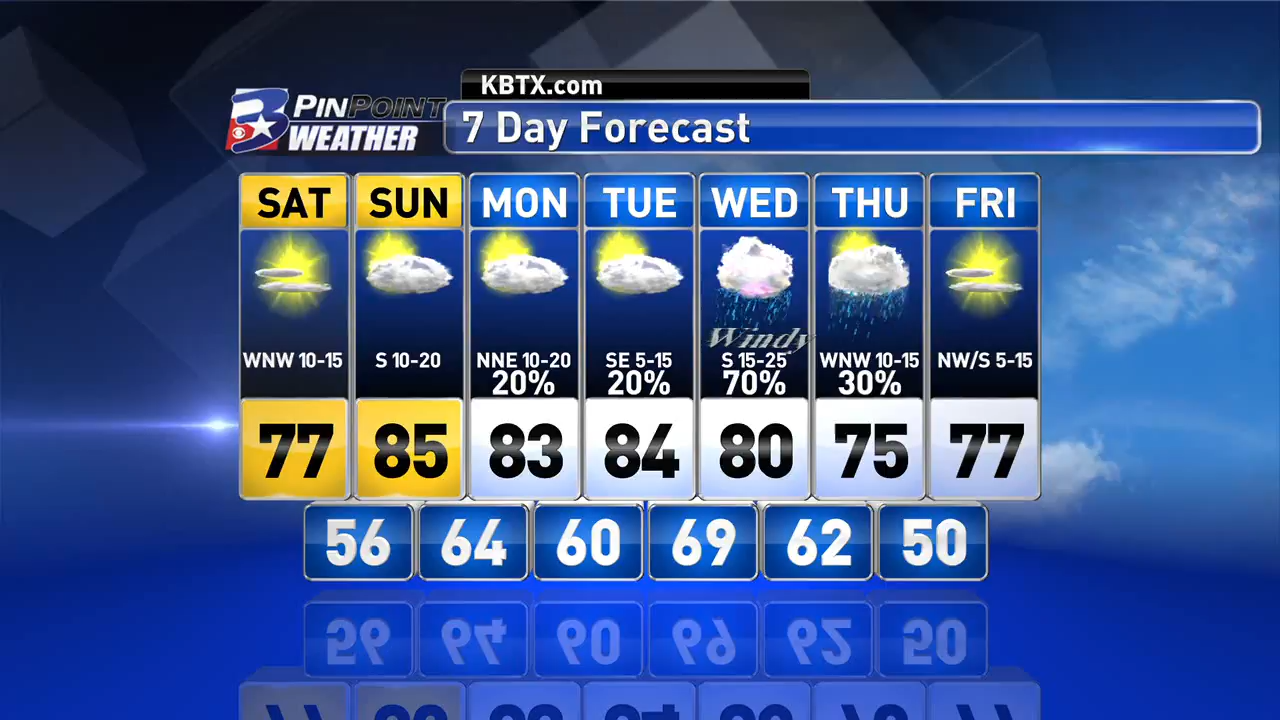 KBTX.com
PINPOINT
WEATHER
7 Day Forecast
SAT SUN MON TUE WED THU FRI
Windy
WNW 10-15 S 10-20 NNE 10-20 SE 5-15 S 15-25 WNW 10-15 NW/S 5-15
20% 20% 70% 30%
77 85 83 84 80 75 77
56 64 60 69 62 50